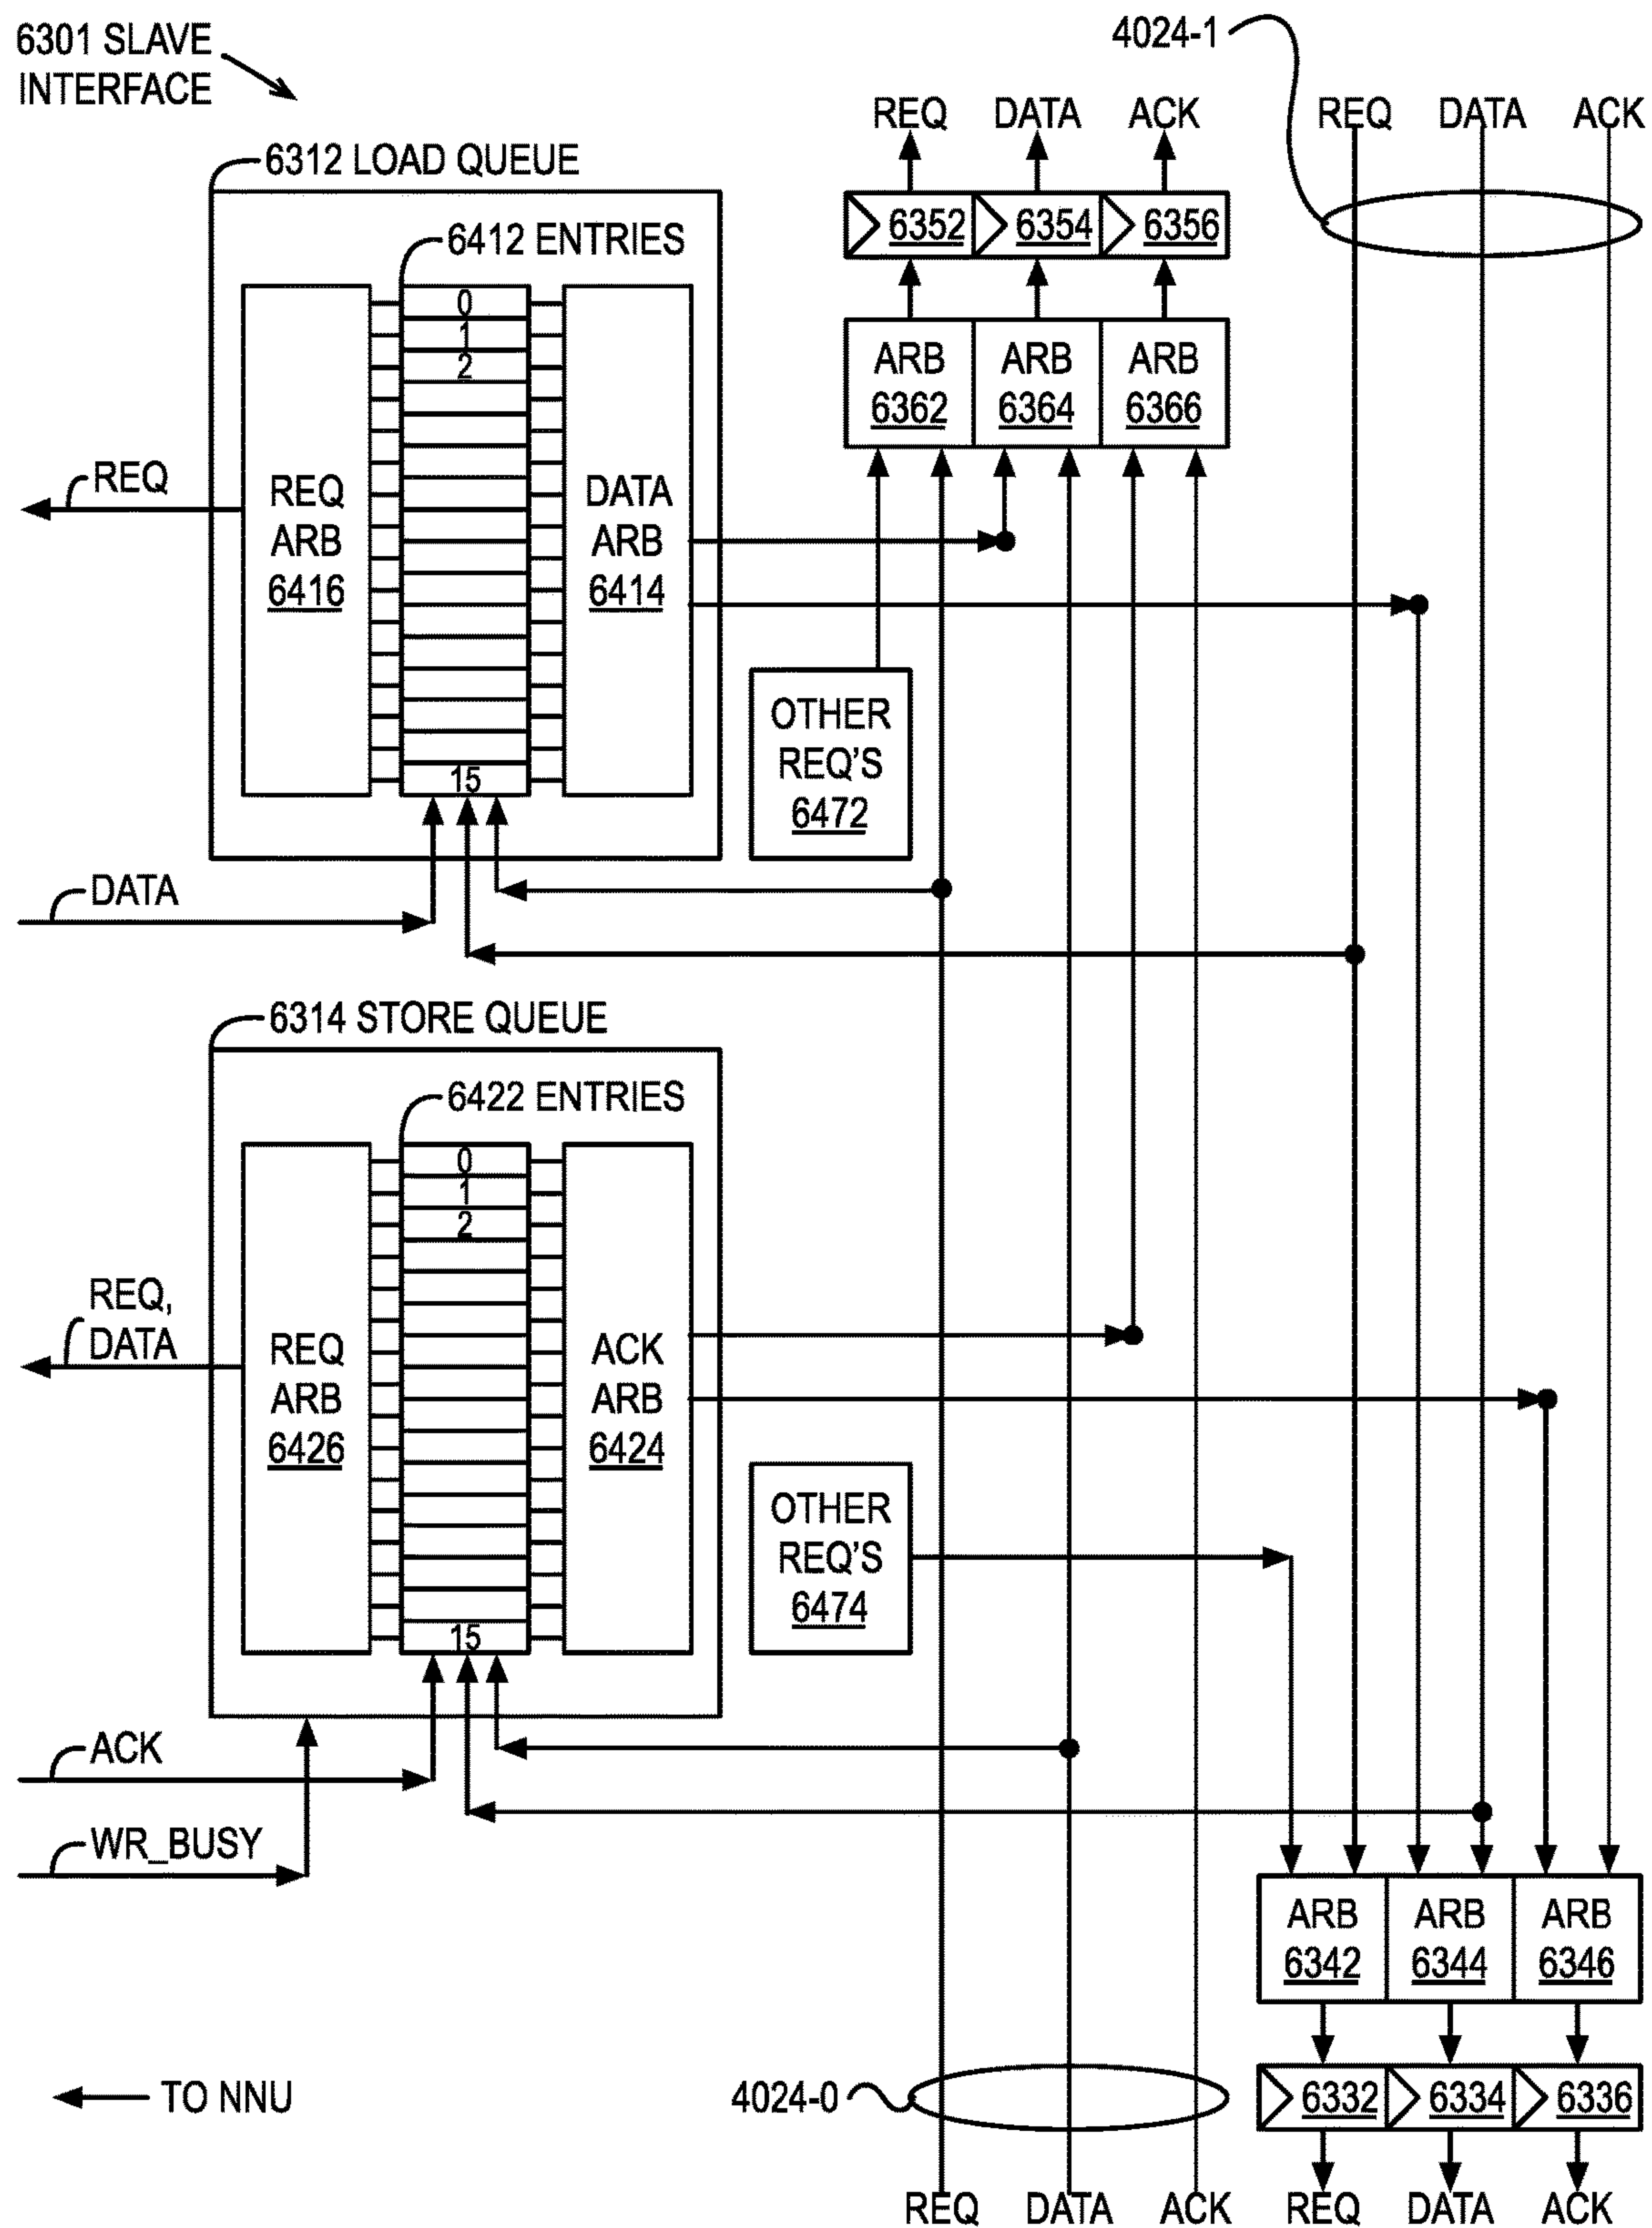 6301 SLAVE
INTERFACE
4024-1
REQ DATA ACK
REQ DATA ACK
6312 LOAD QUEUE
6352 6354 6356
6412 ENTRIES
0
1
2
ARB
6362
ARB
6364
ARB
6366
REQ
REQ
ARB
6416
DATA
ARB
6414
OTHER
REQ'S
6472
15
DATA
6314 STORE QUEUE
6422 ENTRIES
0
1
2
REQ,
DATA
REQ
ARB
6426
ACK
ARB
6424
OTHER
REQ'S
6474
15
ACK
WR_BUSY
ARB
6342
ARB
6344
ARB
6346
TO NNU
4024-0
6332 6334 6336
REQ DATA ACK
REQ DATA ACK